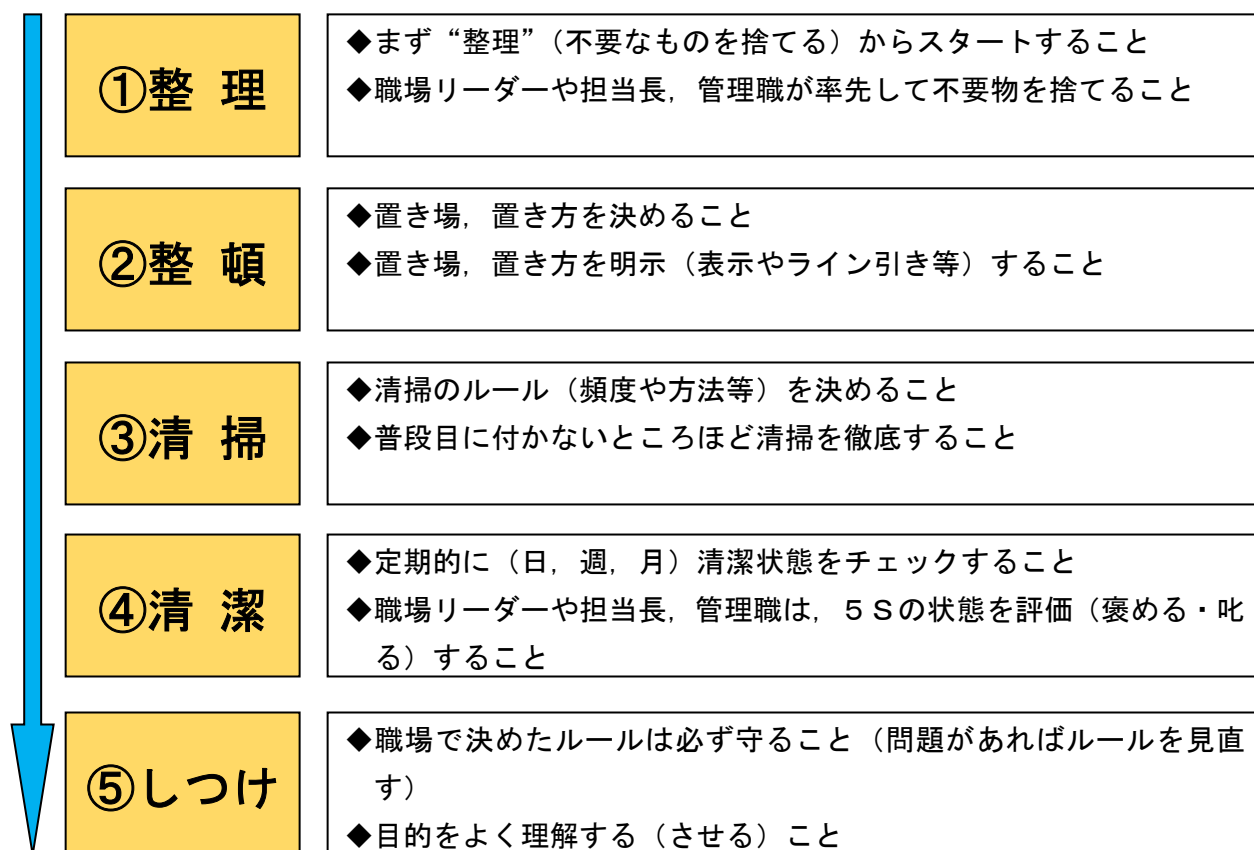 ①整 理
◆まず“整理”（不要なものを捨てる）からスタートすること
◆職場リーダーや担当長，管理職が率先して不要物を捨てること
②整 頓
◆置き場，置き方を決めること
◆置き場，置き方を明示（表示やライン引き等）すること
③清 掃
◆清掃のルール（頻度や方法等）を決めること
◆普段目に付かないところほど清掃を徹底すること
④清 潔
◆定期的に（日，週，月）清潔状態をチェックすること
◆職場リーダーや担当長，管理職は，５Ｓの状態を評価（褒める・叱
る）すること
⑤しつけ
◆職場で決めたルールは必ず守ること（問題があればルールを見直
す）
◆目的をよく理解する（させる）こと